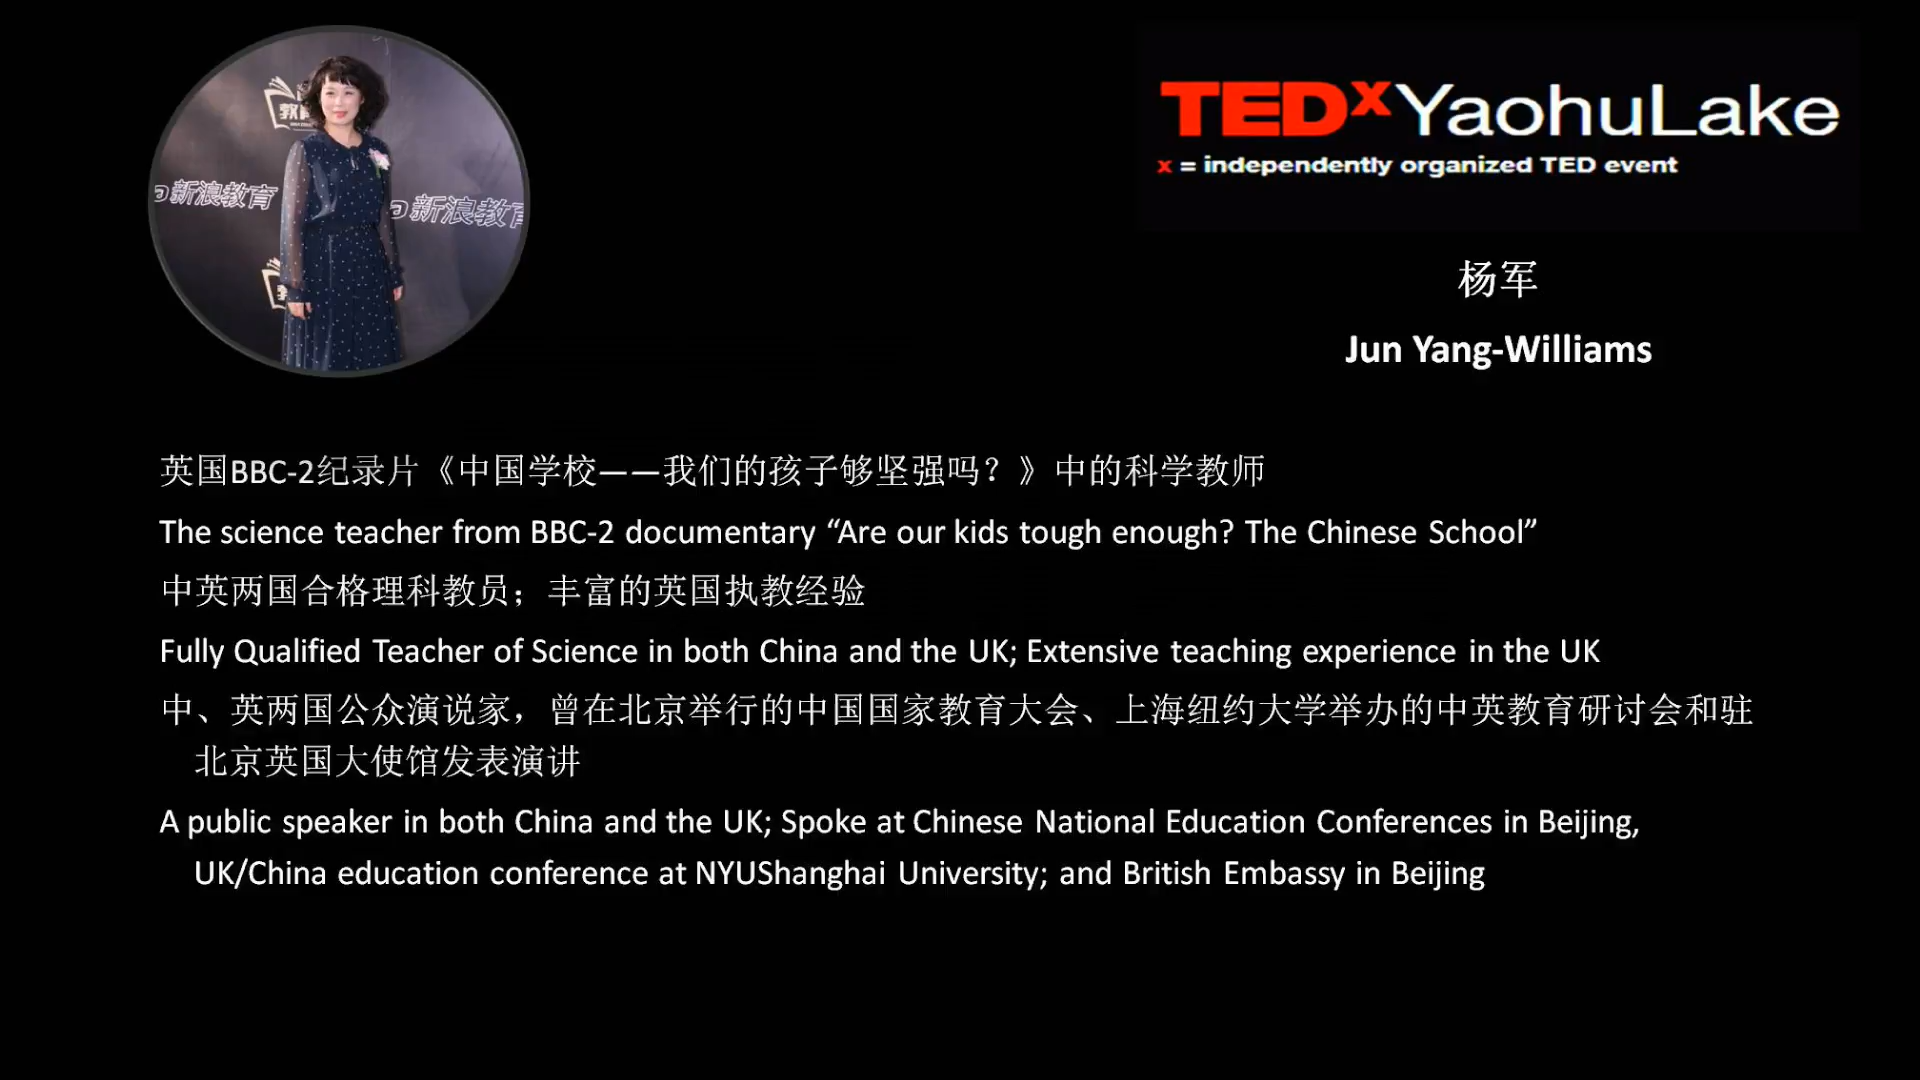 教育
新浪教育
新浪教育
TEDxYaohuLake
x = independently organized TED event
杨军
Jun Yang-Williams
英国BBC-2纪录片《中国学校——我们的孩子够坚强吗？》中的科学教师
The science teacher from BBC-2 documentary “Are our kids tough enough? The Chinese School”
中英两国合格理科教员；丰富的英国执教经验
Fully Qualified Teacher of Science in both China and the UK; Extensive teaching experience in the UK
中、英两国公众演说家，曾在北京举行的中国国家教育大会、上海纽约大学举办的中英教育研讨会和驻
北京英国大使馆发表演讲
A public speaker in both China and the UK; Spoke at Chinese National Education Conferences in Beijing,
UK/China education conference at NYUShanghai University; and British Embassy in Beijing